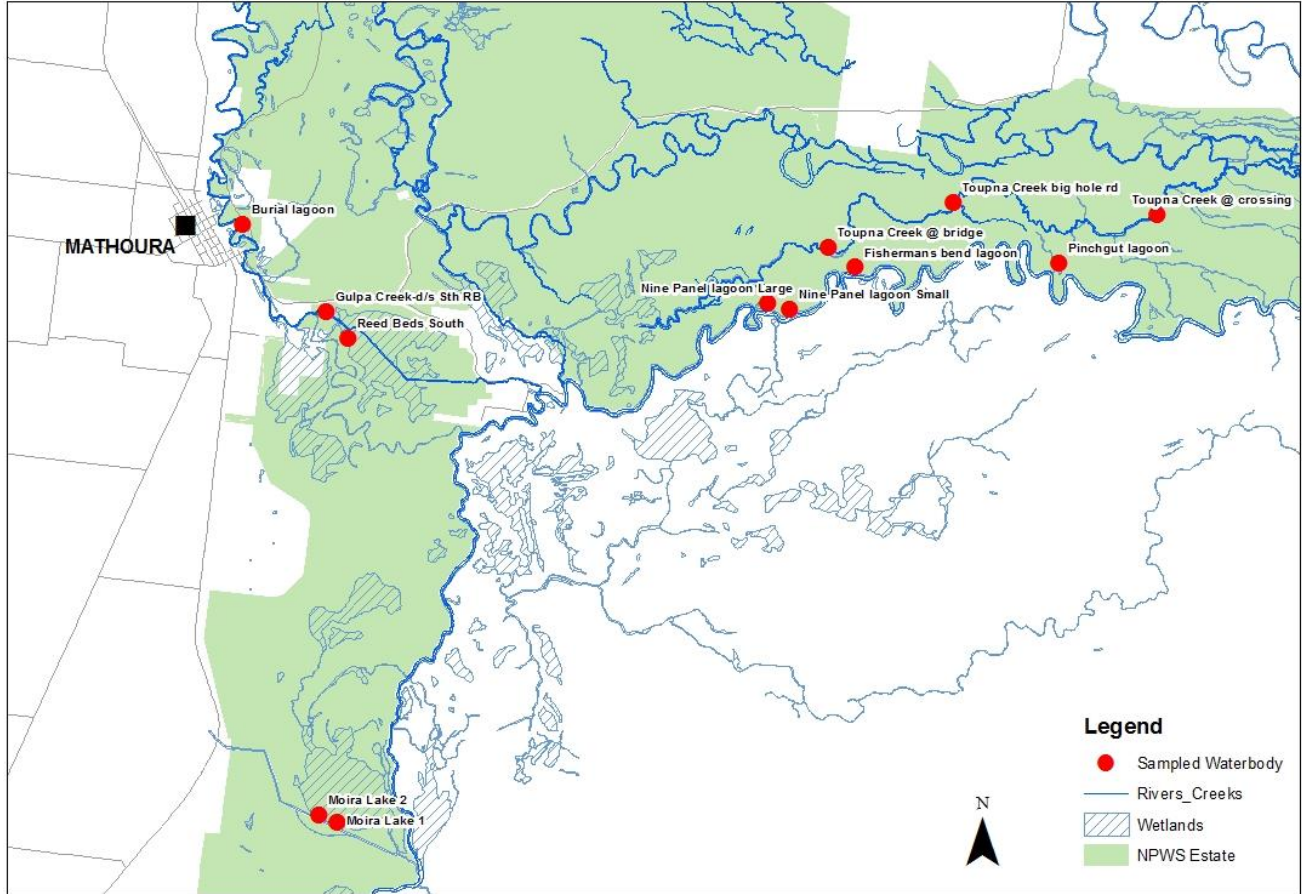 Toupna Creek big hole rd
Toupna Creek @ crossing
Burial lagoon
MATHOURA
Toupna Creek @ bridge
Fishermans bend lagoon
Pinchgut lagoon
Nine Panel lagoon Large
Nine Panel lagoon Small
Gulpa Creek-d/s Sth RB
Reed Beds South
Moira Lake 2
Moira Lake 1
N
Legend
Sampled Waterbody
Rivers_Creeks
Wetlands
NPWS Estate